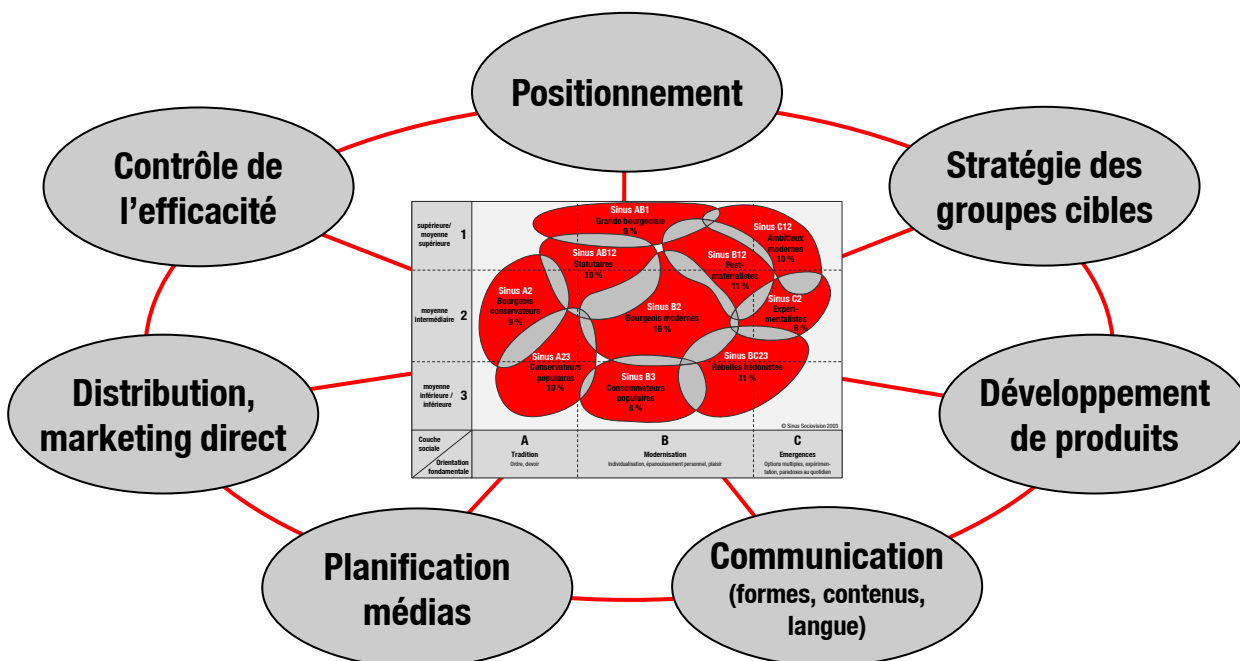 Positionnement
Contrôle de
l'efficacité
Stratégie des
groupes cibles
supérieure/
moyenne
supérieure
1
Sinus AB1
Grande bourgeoisie
9 %
Sinus C12
Ambitieux
modernes
10 %
Sinus AB12
Statutaires
10 %
Sinus B12
Post-
matérialistes
11 %
moyenne
intermédiaire
2
Sinus A2
Bourgeois
conservateurs
9 %
Sinus B2
Bourgeois modernes
16 %
Sinus C2
Expéri-
mentalistes
6 %
moyenne
inférieure /
inférieure
3
Sinus A23
Conservateurs
populaires
10 %
Sinus B3
Consommateurs
populaires
8 %
Sinus BC23
Rebelles hédonistes
11 %
© Sinus Sociovision 2003
Couche
sociale
Orientation
fondamentale
A
Tradition
Ordre, devoir
B
Modernisation
Individualisation, épanouissement personnel, plaisir
C
Emergences
Options multiples, expérimen-
tation, paradoxes au quotidien
Distribution,
marketing direct
Développement
de produits
Planification
médias
Communication
(formes, contenus,
langue)